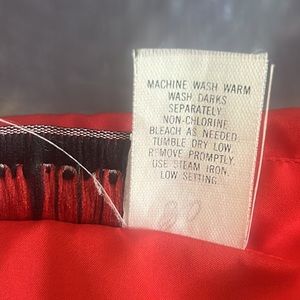 MACHINE WASH WARM
WASH DARKS
SEPARATELY
NON-CHLORINE
BLEACH AS NEEDED
TUMBLE DRY LOW
REMOVE PROMPTLY.
USE STEAM IRON,
LOW SETTING.